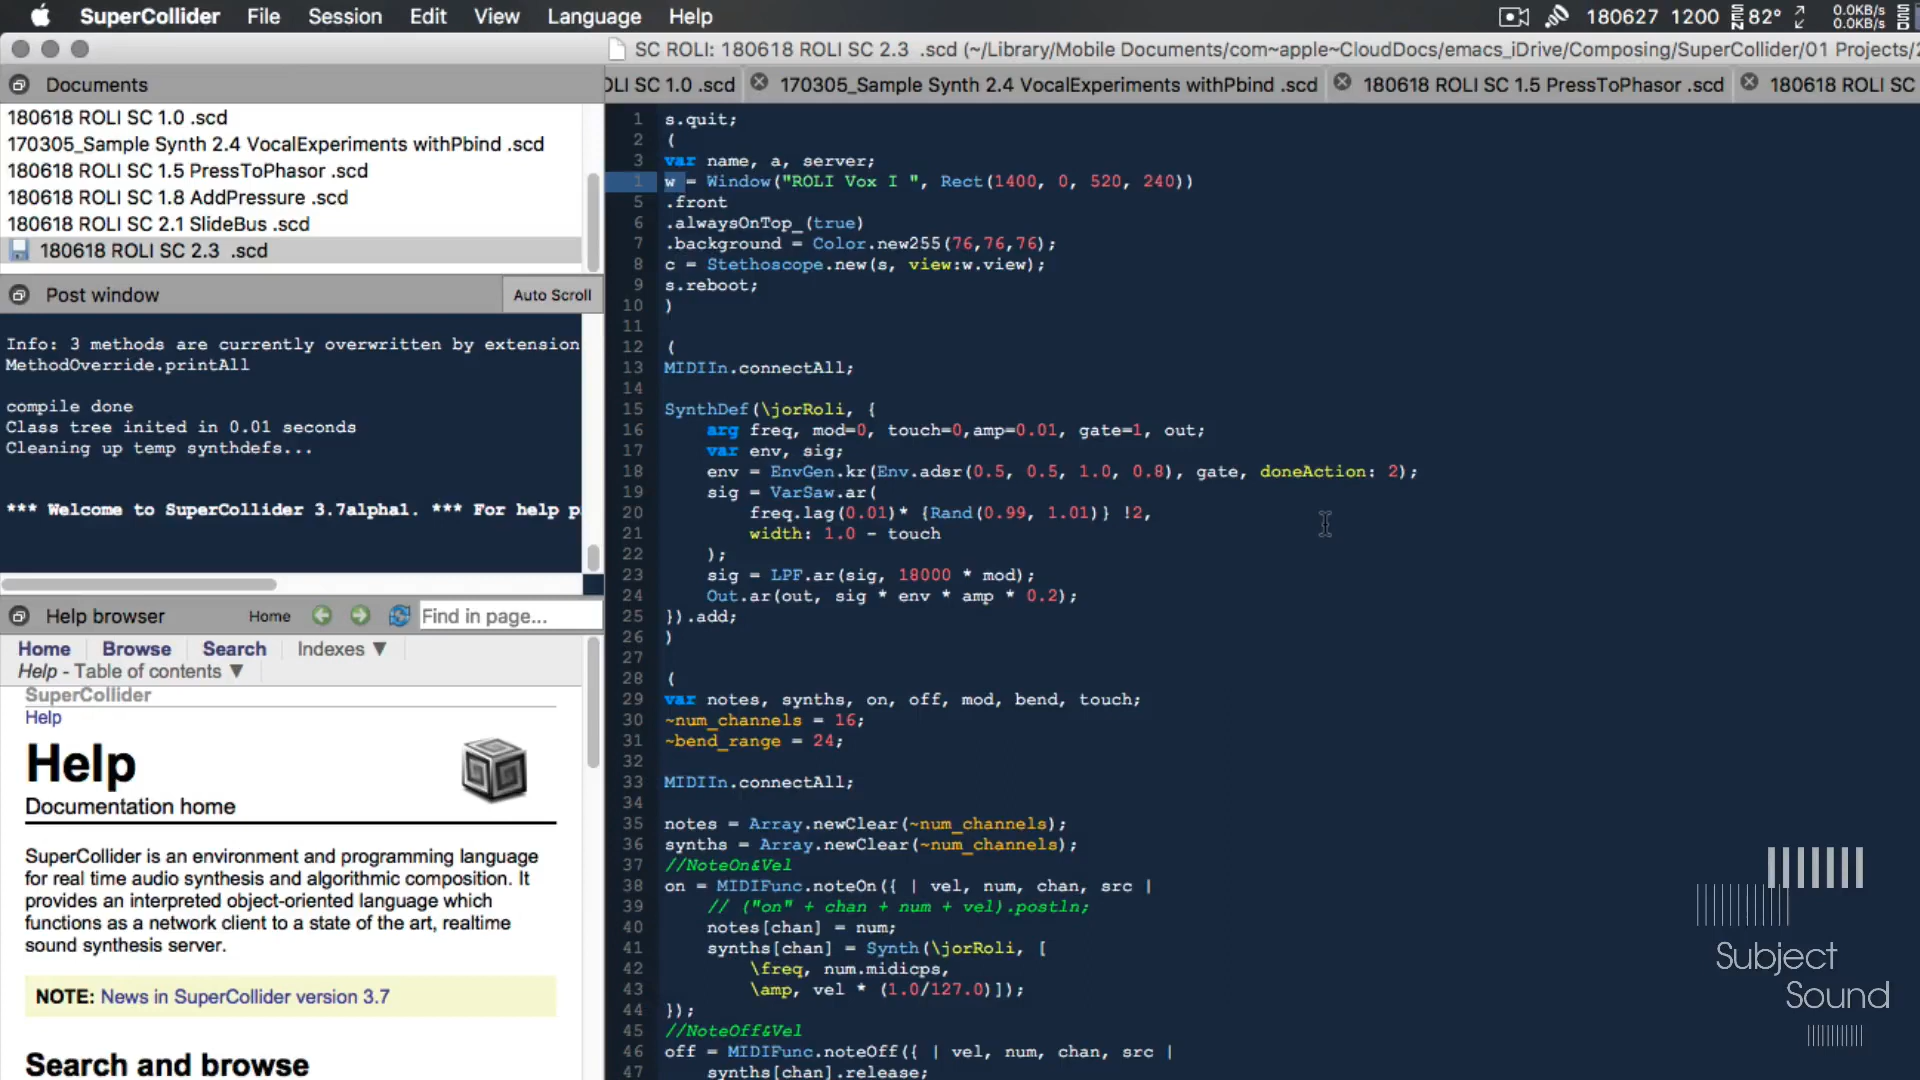 SuperCollider File Session Edit View Language Help
180627 1200 SEN 82° 0.0KB/s 0.0KB/s SSD
SC ROLI: 180618 ROLI SC 2.3 .scd (~/Library/Mobile Documents/com~apple~CloudDocs/emacs_iDrive/Composing/SuperCollider/01 Projects/2
Documents
OLI SC 1.0 .scd 170305_Sample Synth 2.4 VocalExperiments withPbind .scd 180618 ROLI SC 1.5 PressToPhasor .scd 180618 ROLI SC
180618 ROLI SC 1.0 .scd
170305_Sample Synth 2.4 VocalExperiments withPbind .scd
180618 ROLI SC 1.5 PressToPhasor .scd
180618 ROLI SC 1.8 AddPressure .scd
180618 ROLI SC 2.1 SlideBus .scd
180618 ROLI SC 2.3 .scd
Post window Auto Scroll
Info: 3 methods are currently overwritten by extension
MethodOverride.printAll
compile done
Class tree inited in 0.01 seconds
Cleaning up temp synthdefs...
*** Welcome to SuperCollider 3.7alpha1. *** For help p
Help browser Home Find in page...
Home Browse Search Indexes ▼
Help - Table of contents ▼
SuperCollider
Help
Help
Documentation home
SuperCollider is an environment and programming language
for real time audio synthesis and algorithmic composition. It
provides an interpreted object-oriented language which
functions as a network client to a state of the art, realtime
sound synthesis server.
NOTE: News in SuperCollider version 3.7
Search and browse
1 s.quit;
2 (
3 var name, a, server;
1 w = Window("ROLI Vox I ", Rect(1400, 0, 520, 240))
5 .front
6 .alwaysOnTop_(true)
7 .background = Color.new255(76,76,76);
8 c = Stethoscope.new(s, view:w.view);
9 s.reboot;
10 )
11
12 (
13 MIDIIn.connectAll;
14
15 SynthDef(\jorRoli, {
16 arg freq, mod=0, touch=0,amp=0.01, gate=1, out;
17 var env, sig;
18 env = EnvGen.kr(Env.adsr(0.5, 0.5, 1.0, 0.8), gate, doneAction: 2);
19 sig = VarSaw.ar(
20 freq.lag(0.01)* {Rand(0.99, 1.01)} !2,
21 width: 1.0 - touch
22 );
23 sig = LPF.ar(sig, 18000 * mod);
24 Out.ar(out, sig * env * amp * 0.2);
25 }).add;
26 )
27
28 (
29 var notes, synths, on, off, mod, bend, touch;
30 ~num_channels = 16;
31 ~bend_range = 24;
32
33 MIDIIn.connectAll;
34
35 notes = Array.newClear(~num_channels);
36 synths = Array.newClear(~num_channels);
37 //NoteOn&Vel
38 on = MIDIFunc.noteOn({ | vel, num, chan, src |
39 // ("on" + chan + num + vel).postln;
40 notes[chan] = num;
41 synths[chan] = Synth(\jorRoli, [
42 \freq, num.midicps,
43 \amp, vel * (1.0/127.0)]);
44 });
45 //NoteOff&Vel
46 off = MIDIFunc.noteOff({ | vel, num, chan, src |
47 synths[chan].release;
Subject
Sound